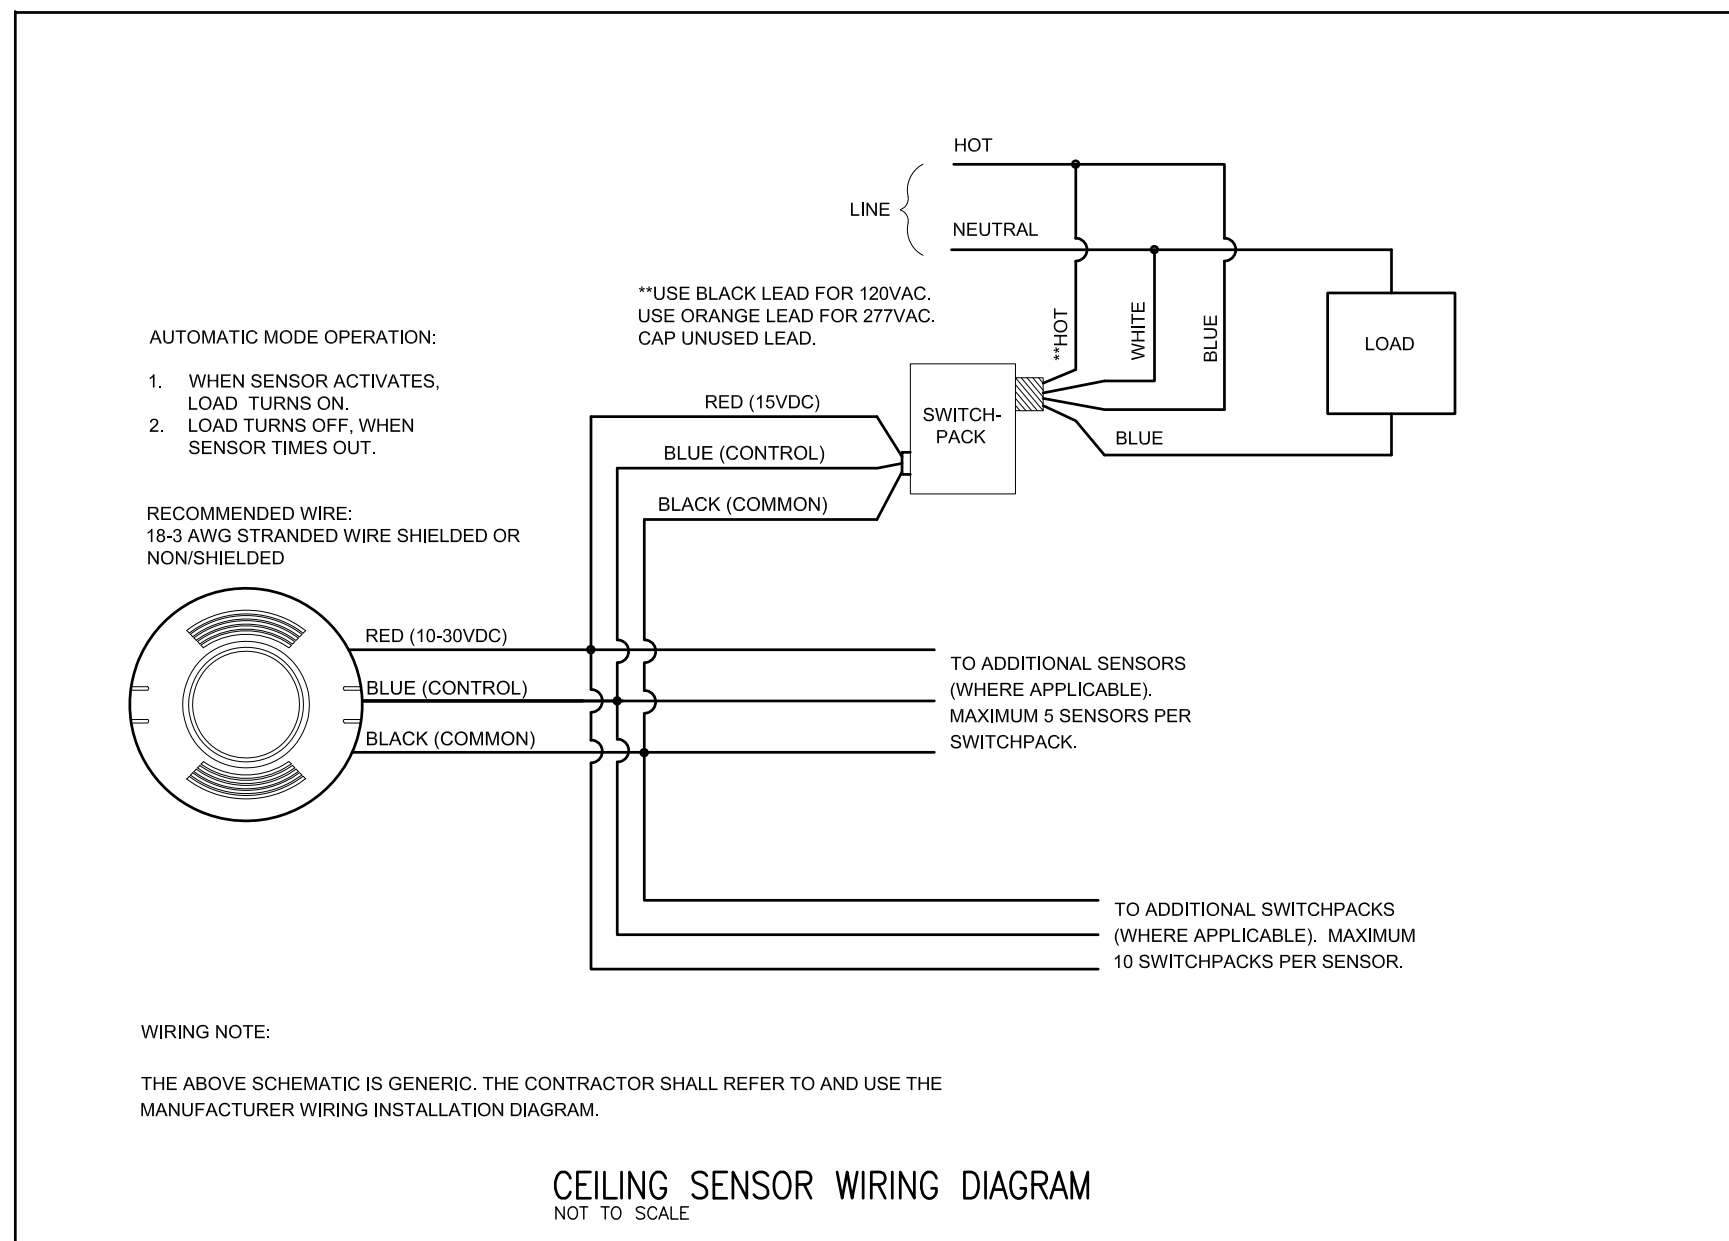 HOT
LINE
NEUTRAL
**USE BLACK LEAD FOR 120VAC.
USE ORANGE LEAD FOR 277VAC.
CAP UNUSED LEAD.
**HOT
WHITE
BLUE
LOAD
AUTOMATIC MODE OPERATION:
1. WHEN SENSOR ACTIVATES,
LOAD TURNS ON.
2. LOAD TURNS OFF, WHEN
SENSOR TIMES OUT.
RED (15VDC)
SWITCH-
PACK
BLUE
BLUE (CONTROL)
BLACK (COMMON)
RECOMMENDED WIRE:
18-3 AWG STRANDED WIRE SHIELDED OR
NON/SHIELDED
RED (10-30VDC)
BLUE (CONTROL)
BLACK (COMMON)
TO ADDITIONAL SENSORS
(WHERE APPLICABLE).
MAXIMUM 5 SENSORS PER
SWITCHPACK.
TO ADDITIONAL SWITCHPACKS
(WHERE APPLICABLE). MAXIMUM
10 SWITCHPACKS PER SENSOR.
WIRING NOTE:
THE ABOVE SCHEMATIC IS GENERIC. THE CONTRACTOR SHALL REFER TO AND USE THE
MANUFACTURER WIRING INSTALLATION DIAGRAM.
CEILING SENSOR WIRING DIAGRAM
NOT TO SCALE